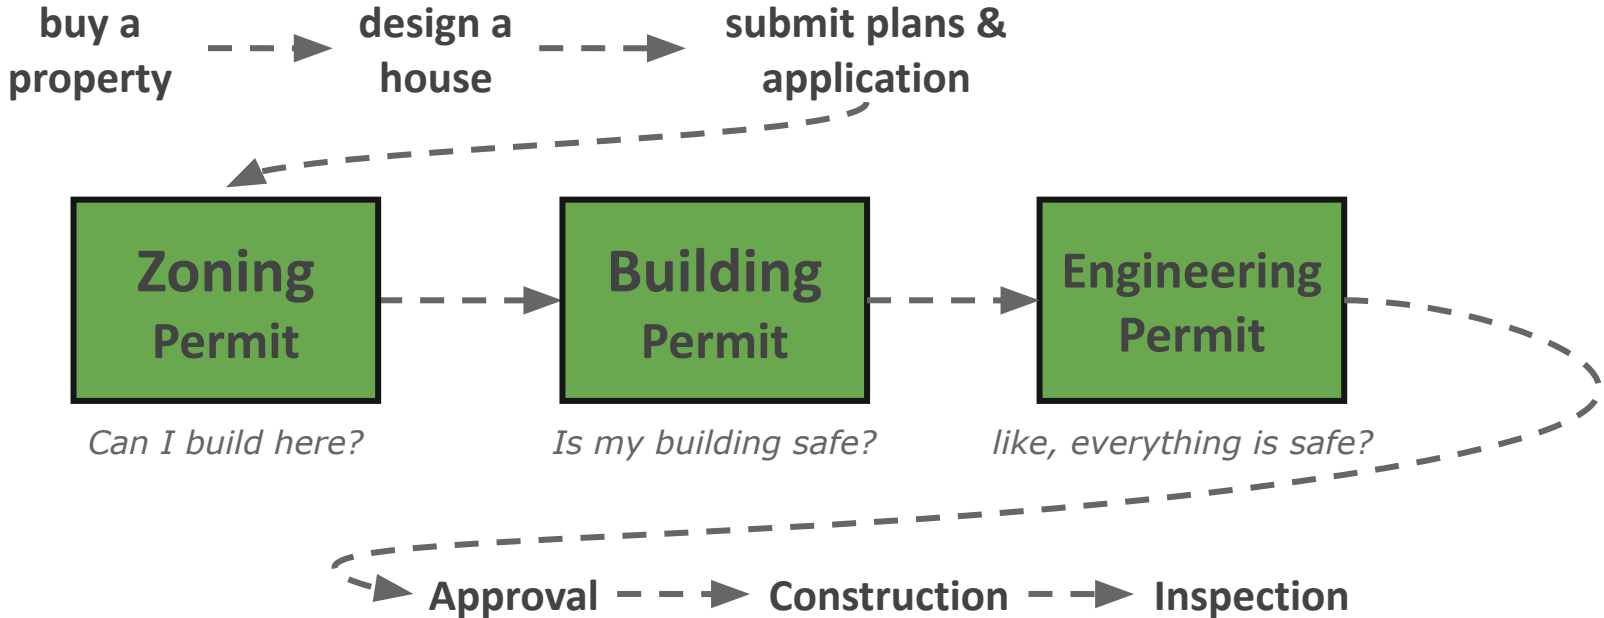 buy a
property
design a
house
submit plans &
application
Zoning
Permit
Building
Permit
Engineering
Permit
Can I build here?
Is my building safe?
like, everything is safe?
Approval
Construction
Inspection